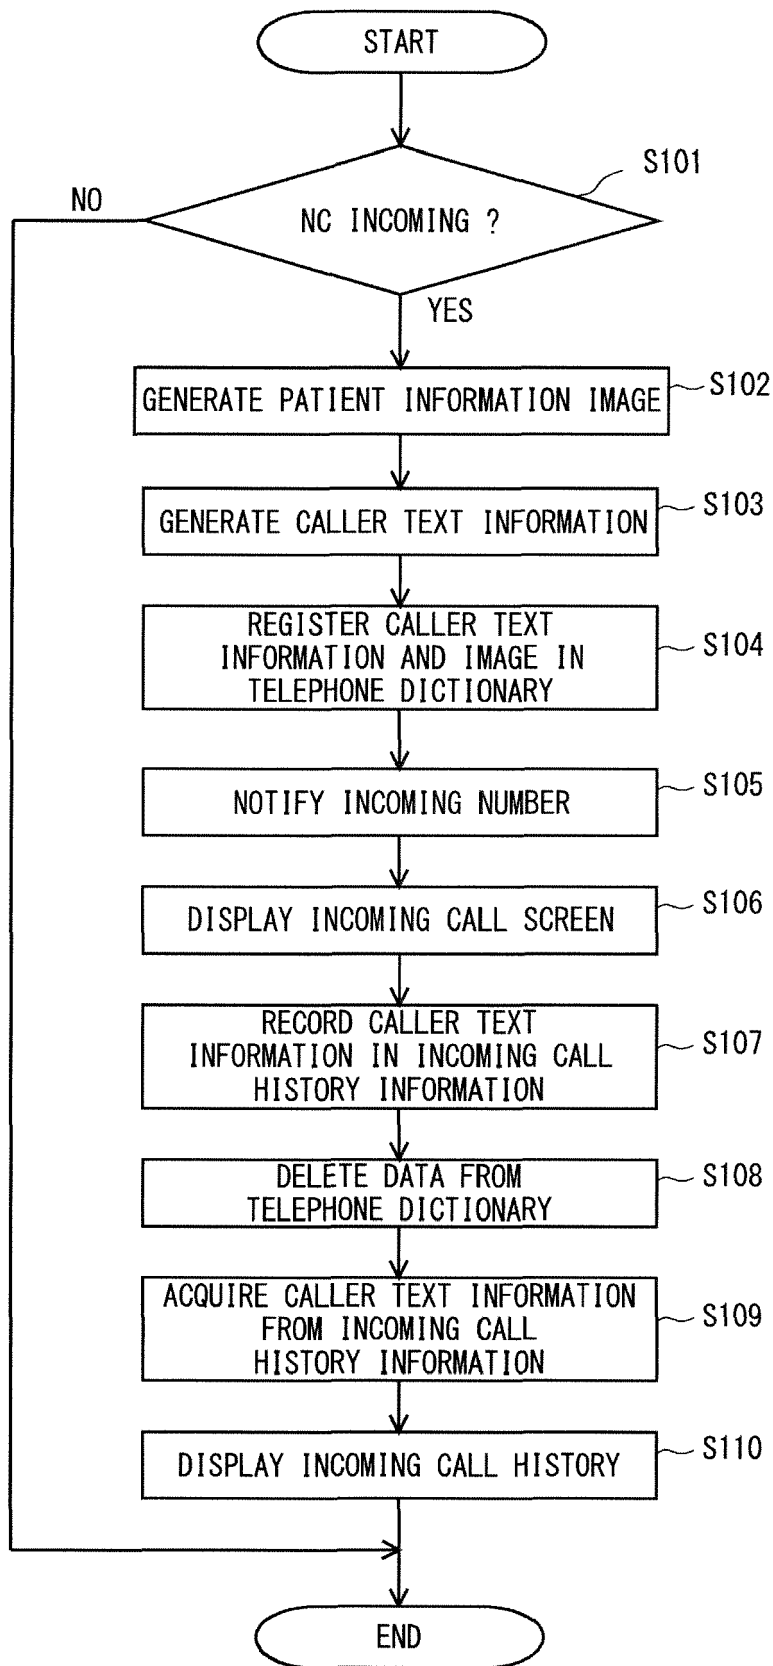 START
S101
NO
NC INCOMING ?
YES
GENERATE PATIENT INFORMATION IMAGE
S102
GENERATE CALLER TEXT INFORMATION
S103
REGISTER CALLER TEXT
INFORMATION AND IMAGE IN
TELEPHONE DICTIONARY
S104
NOTIFY INCOMING NUMBER
S105
DISPLAY INCOMING CALL SCREEN
S106
RECORD CALLER TEXT
INFORMATION IN INCOMING CALL
HISTORY INFORMATION
S107
DELETE DATA FROM
TELEPHONE DICTIONARY
S108
ACQUIRE CALLER TEXT INFORMATION
FROM INCOMING CALL
HISTORY INFORMATION
S109
DISPLAY INCOMING CALL HISTORY
S110
END